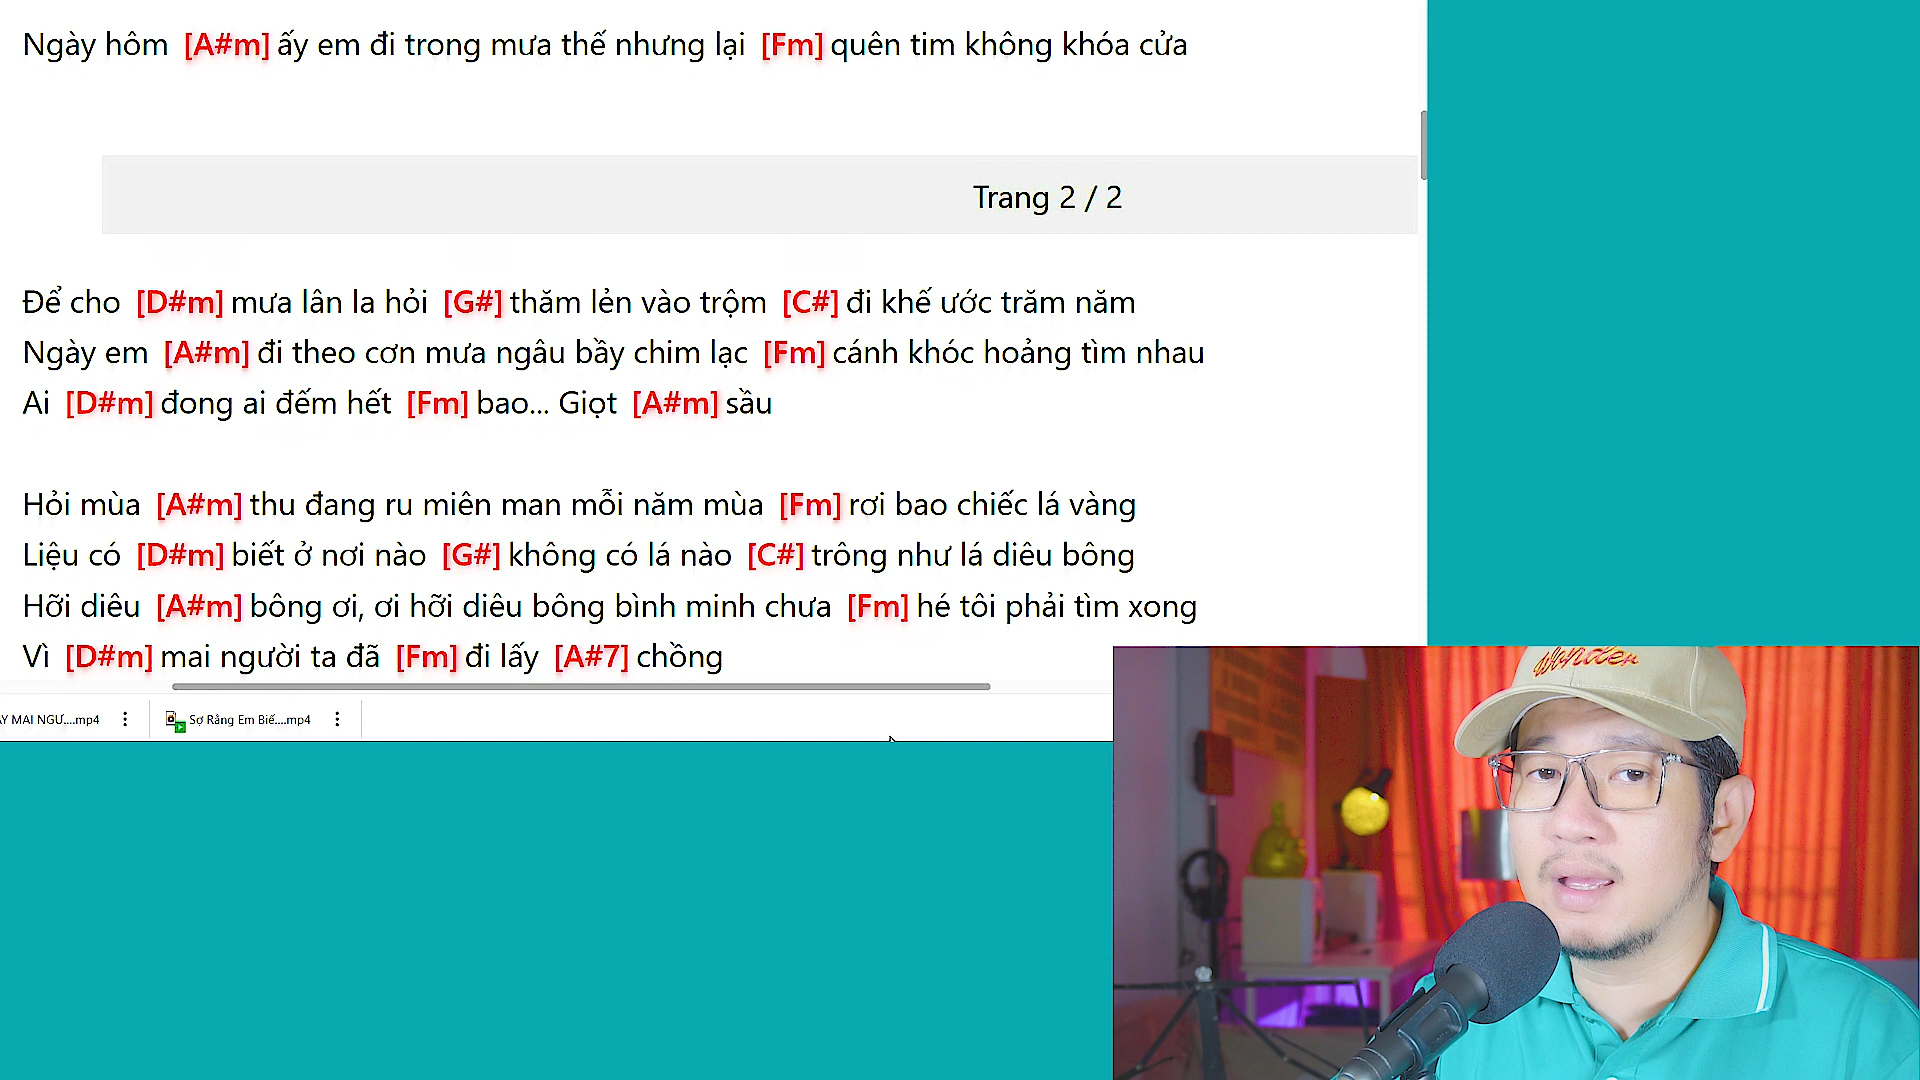 Ngày hôm [A#m] ấy em đi trong mưa thế nhưng lại [Fm] quên tim không khóa cửa
Trang 2 / 2
Để cho [D#m] mưa lân la hỏi [G#] thăm lẻn vào trộm [C#] đi khế ước trăm năm
Ngày em [A#m] đi theo cơn mưa ngâu bầy chim lạc [Fm] cánh khóc hoảng tìm nhau
Ai [D#m] đong ai đếm hết [Fm] bao... Giọt [A#m] sầu
Hỏi mùa [A#m] thu đang ru miên man mỗi năm mùa [Fm] rơi bao chiếc lá vàng
Liệu có [D#m] biết ở nơi nào [G#] không có lá nào [C#] trông như lá diêu bông
Hỡi diêu [A#m] bông ơi, ơi hỡi diêu bông bình minh chưa [Fm] hé tôi phải tìm xong
Vì [D#m] mai người ta đã [Fm] đi lấy [A#7] chồng
AY MAI NGƯ....mp4
Sợ Rằng Em Biế....mp4
Wonder